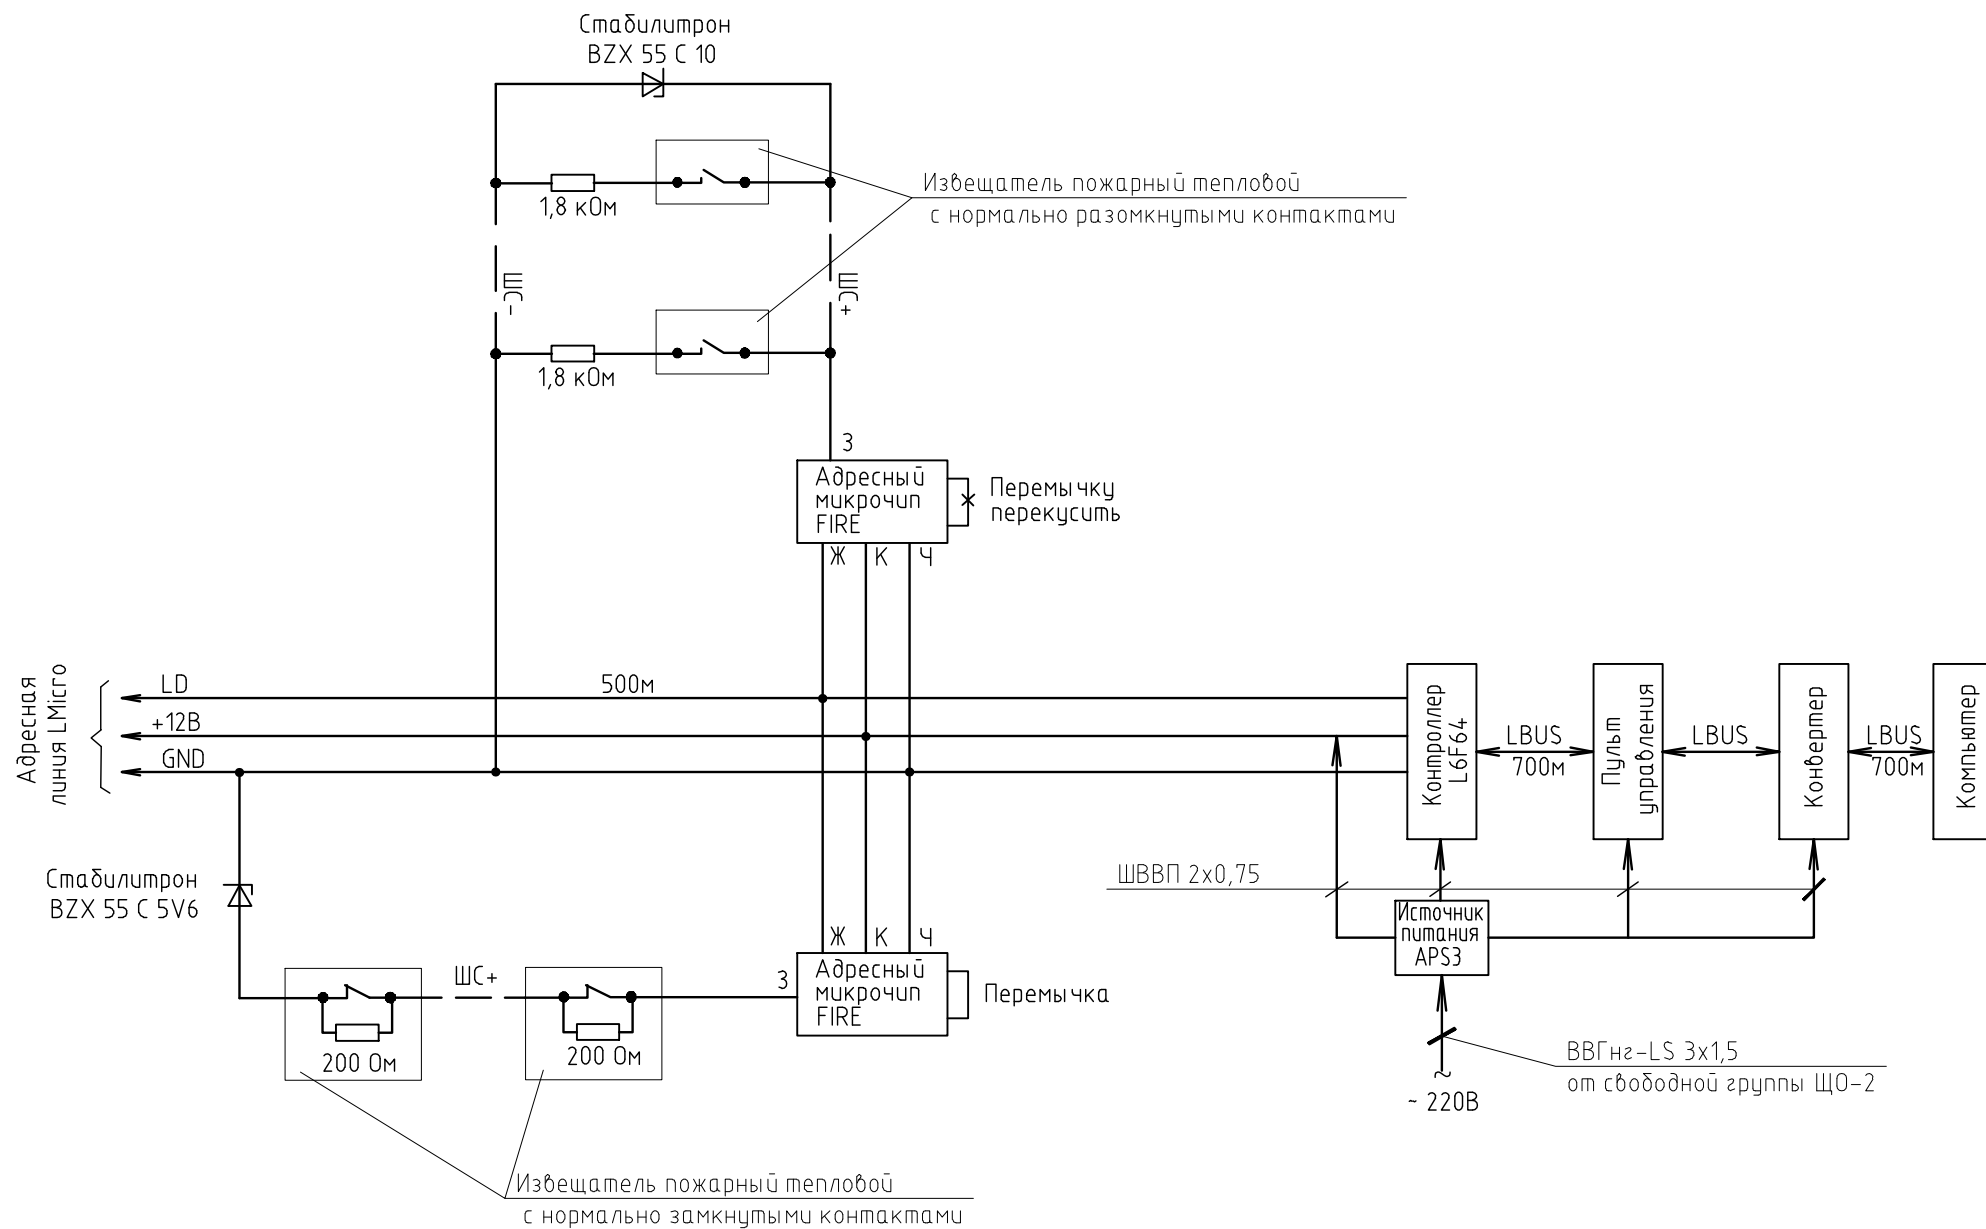 Стабилитрон
BZX 55 C 10
1,8 кОм
Извещатель пожарный тепловой
с нормально разомкнутыми контактами
ШС-
ШС+
1,8 кОм
3
Адресный
микрочип
FIRE
Перемычку
перекусить
Ж
К
Ч
Адресная
линия LMicro
LD
500м
+12В
GND
Контроллер
L6F64
LBUS
700м
Пульт
управления
LBUS
Конвертер
LBUS
700м
Компьютер
Стабилитрон
BZX 55 C 5V6
ШВВП 2х0,75
Источник
питания
APS3
Ж
К
Ч
ШС+
3
Адресный
микрочип
FIRE
Перемычка
200 Ом
200 Ом
ВВГнг-LS 3х1,5
от свободной группы ЩО-2
~
~ 220В
Извещатель пожарный тепловой
с нормально замкнутыми контактами